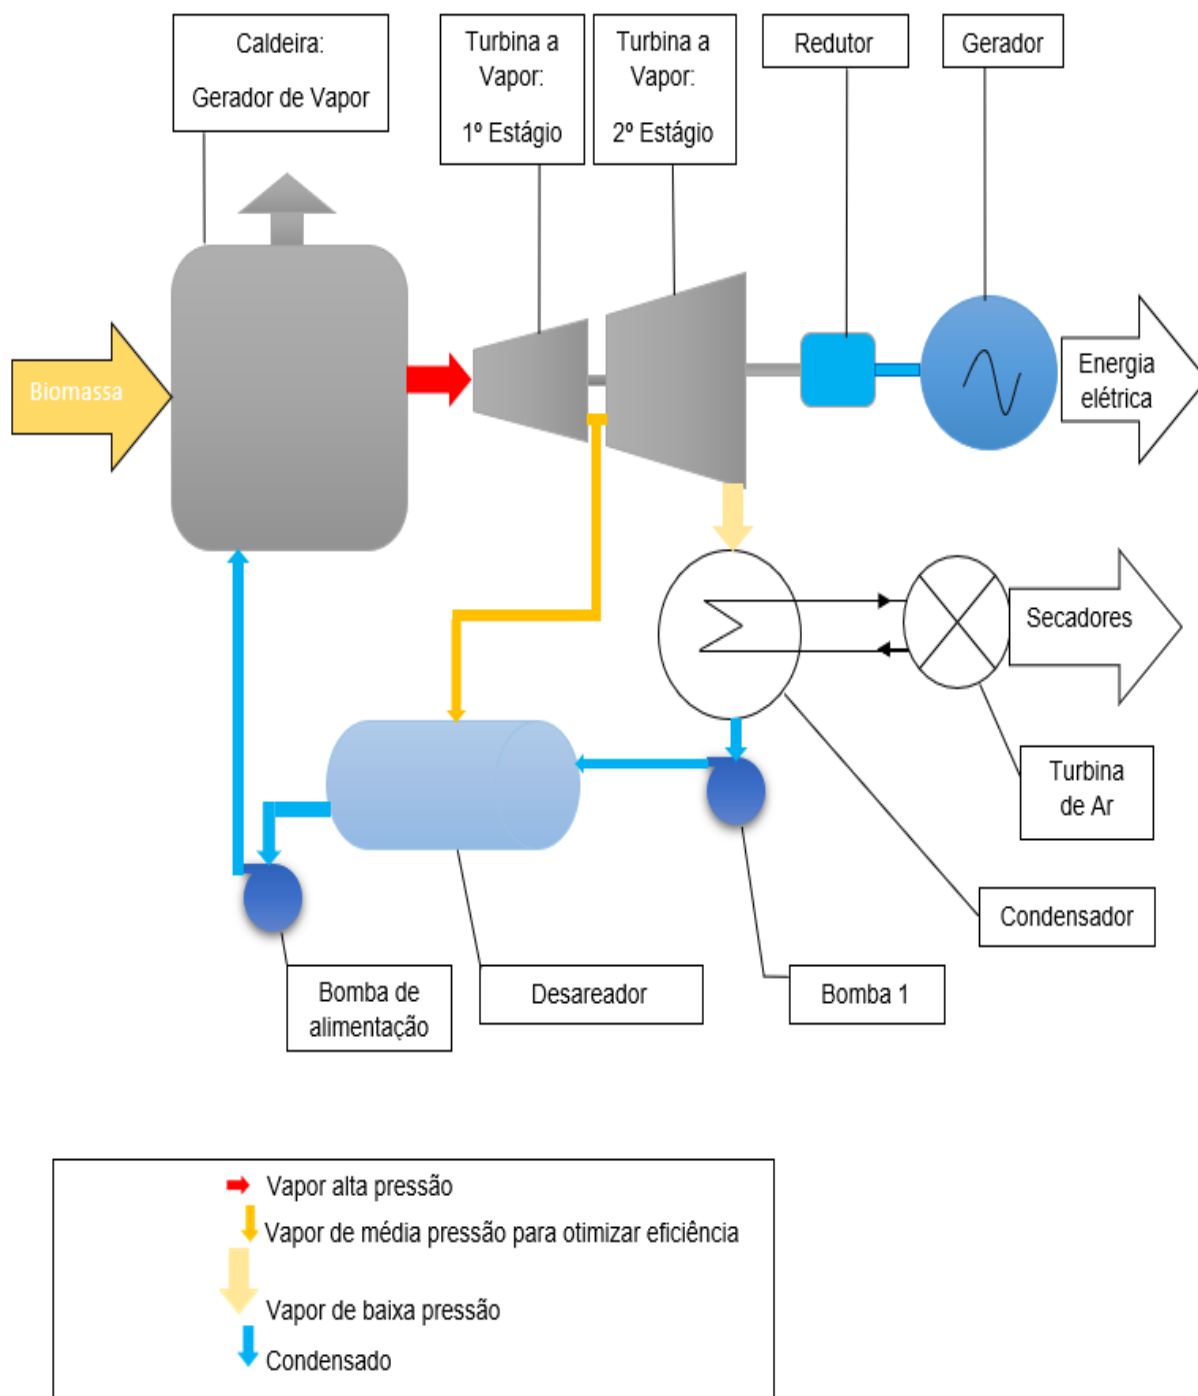 Caldeira:
Gerador de Vapor
Turbina a
Vapor:
1º Estágio
Turbina a
Vapor:
2º Estágio
Redutor
Gerador
Biomassa
Energia
elétrica
Secadores
Turbina
de Ar
Condensador
Bomba de
alimentação
Desareador
Bomba 1
Vapor alta pressão
Vapor de média pressão para otimizar eficiência
Vapor de baixa pressão
Condensado